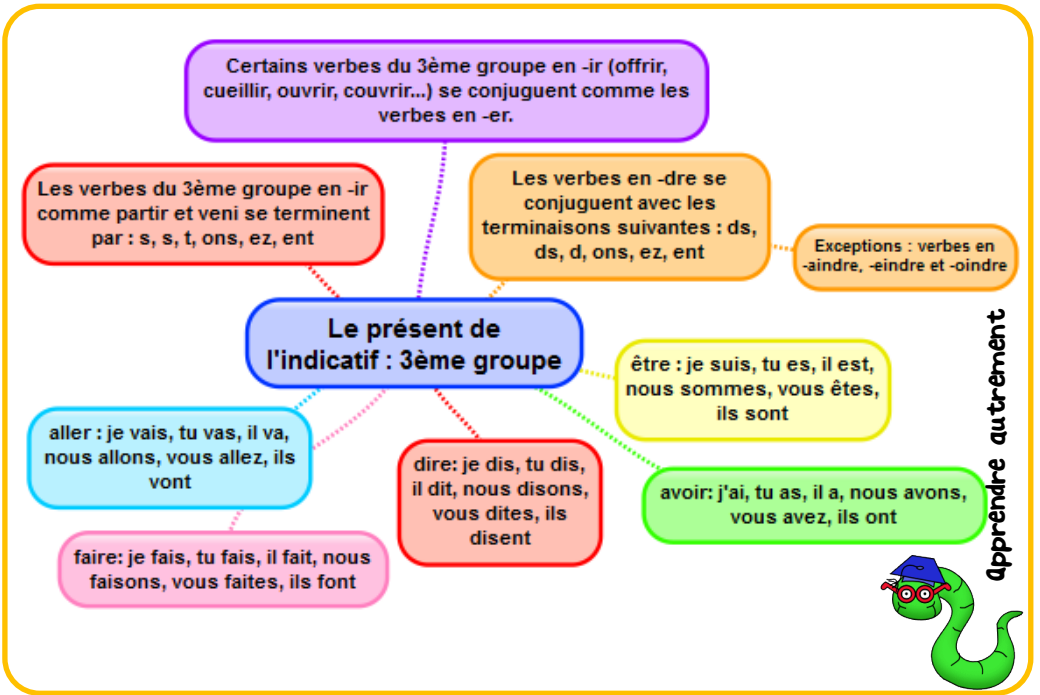 Certains verbes du 3ème groupe en -ir (offrir,
cueillir, ouvrir, couvrir...) se conjuguent comme les
verbes en -er.
Les verbes du 3ème groupe en -ir
comme partir et veni se terminent
par : s, s, t, ons, ez, ent
Les verbes en -dre se
conjuguent avec les
terminaisons suivantes : ds,
ds, d, ons, ez, ent
Exceptions : verbes en
-aindre, -eindre et -oindre
Le présent de
l'indicatif : 3ème groupe
être : je suis, tu es, il est,
nous sommes, vous êtes,
ils sont
aller : je vais, tu vas, il va,
nous allons, vous allez, ils
vont
dire: je dis, tu dis,
il dit, nous disons,
vous dites, ils
disent
avoir: j'ai, tu as, il a, nous avons,
vous avez, ils ont
faire: je fais, tu fais, il fait, nous
faisons, vous faites, ils font
apprendre autrement